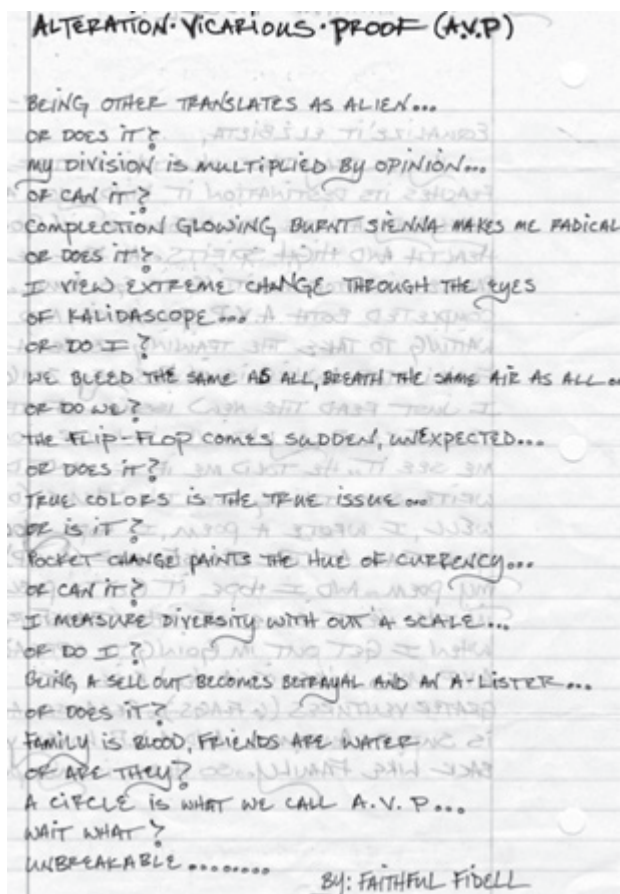 ALTERATION·VICARIOUS·PROOF (A.V.P)
BEING OTHER TRANSLATES AS ALIEN...
OR DOES IT?
MY DIVISION IS MULTIPLIED BY OPINION...
OR CAN IT?
COMPLECTION GLOWING BURNT SIENNA MAKES ME RADICAL
OR DOES IT?
I VIEW EXTREME CHANGE THROUGH THE EYES
OF KALIDASCOPE...
OR DO I?
WE BLEED THE SAME AS ALL, BREATH THE SAME AIR AS ALL..
OR DO WE?
THE FLIP-FLOP COMES SUDDEN, UNEXPECTED...
OR DOES IT?
TRUE COLORS IS THE TRUE ISSUE...
OR IS IT?
POCKET CHANGE PAINTS THE HUE OF CURRENCY...
OR CAN IT?
I MEASURE DIVERSITY WITH OUT A SCALE...
OR DO I?
BEING A SELL OUT BECOMES BETRAYAL AND AN A-LISTER...
OR DOES IT?
FAMILY IS BLOOD, FRIENDS ARE WATER
OR ARE THEY?
A CIRCLE IS WHAT WE CALL A.V.P...
WAIT WHAT?
UNBREAKABLE.........
BY: FAITHFUL FIDELL